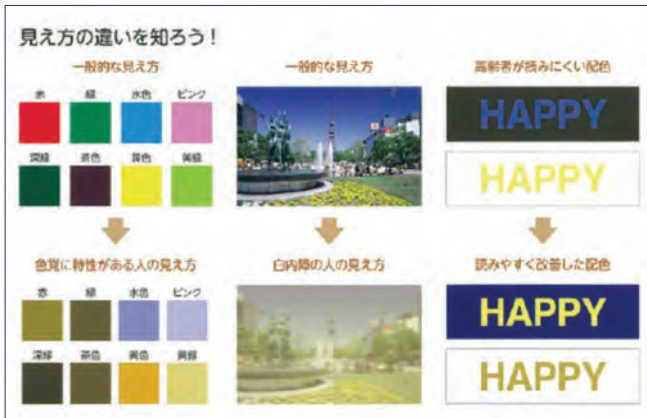 見え方の違いを知ろう！
一般的な見え方
赤 緑 水色 ピンク
深緑 茶色 黄色 黄緑
色覚に特性がある人の見え方
赤 緑 水色 ピンク
深緑 茶色 黄色 黄緑
一般的な見え方
白内障の人の見え方
高齢者が読みにくい配色
HAPPY
HAPPY
読みやすく改善した配色
HAPPY
HAPPY